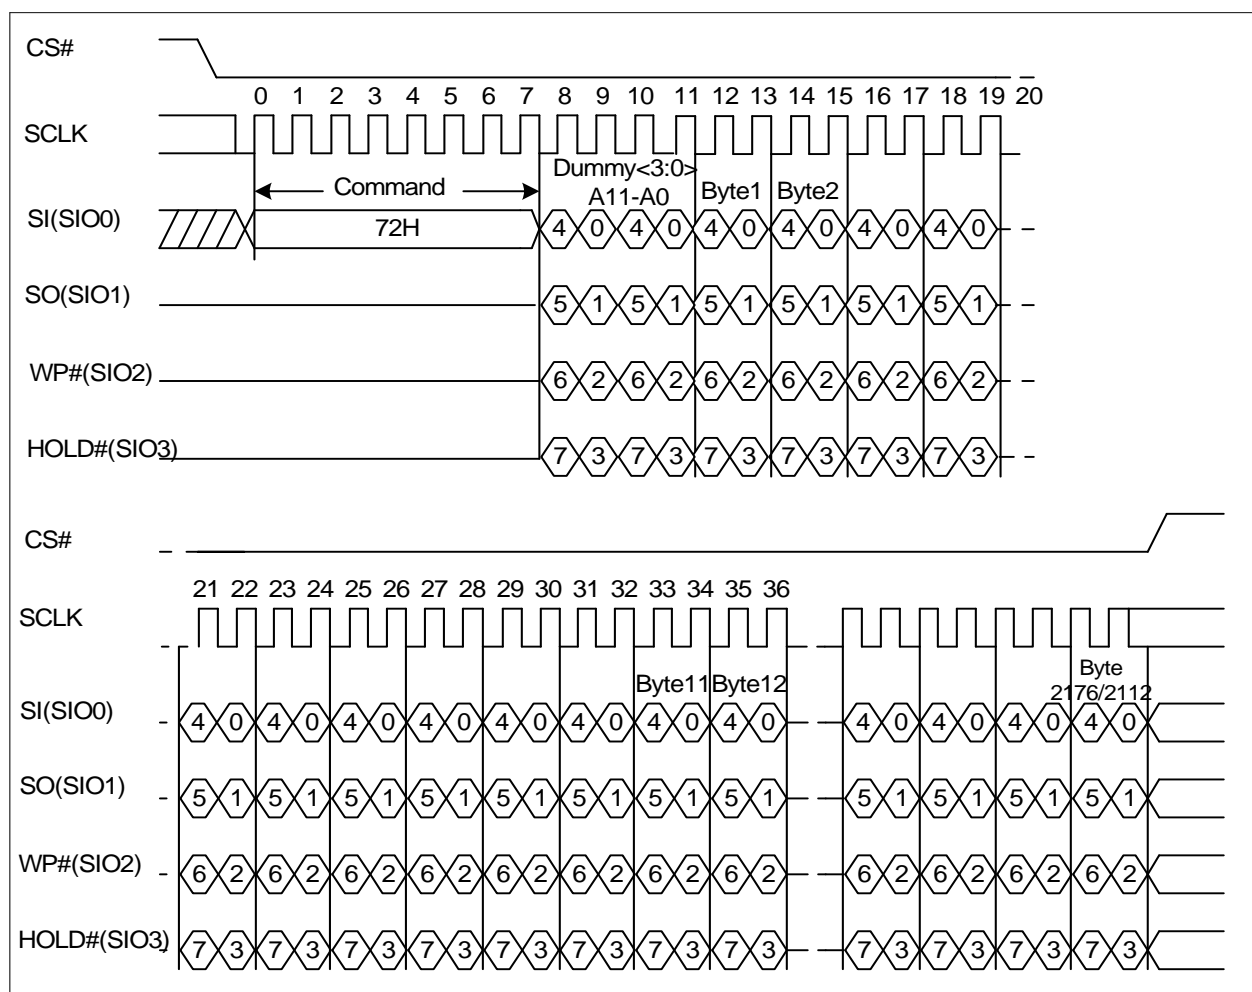 CS#
0 1 2 3 4 5 6 7 8 9 10 11 12 13 14 15 16 17 18 19 20
SCLK
Dummy<3:0>
Command A11-A0 Byte1 Byte2
SI(SIO0) 72H 4 0 4 0 4 0 4 0 4 0 4 0
SO(SIO1) 5 1 5 1 5 1 5 1 5 1 5 1
WP#(SIO2) 6 2 6 2 6 2 6 2 6 2 6 2
HOLD#(SIO3) 7 3 7 3 7 3 7 3 7 3 7 3
CS#
21 22 23 24 25 26 27 28 29 30 31 32 33 34 35 36
SCLK
Byte11 Byte12 Byte
2176/2112
SI(SIO0) 4 0 4 0 4 0 4 0 4 0 4 0 4 0 4 0 4 0 4 0 4 0 4 0
SO(SIO1) 5 1 5 1 5 1 5 1 5 1 5 1 5 1 5 1 5 1 5 1 5 1 5 1
WP#(SIO2) 6 2 6 2 6 2 6 2 6 2 6 2 6 2 6 2 6 2 6 2 6 2 6 2
HOLD#(SIO3) 7 3 7 3 7 3 7 3 7 3 7 3 7 3 7 3 7 3 7 3 7 3 7 3